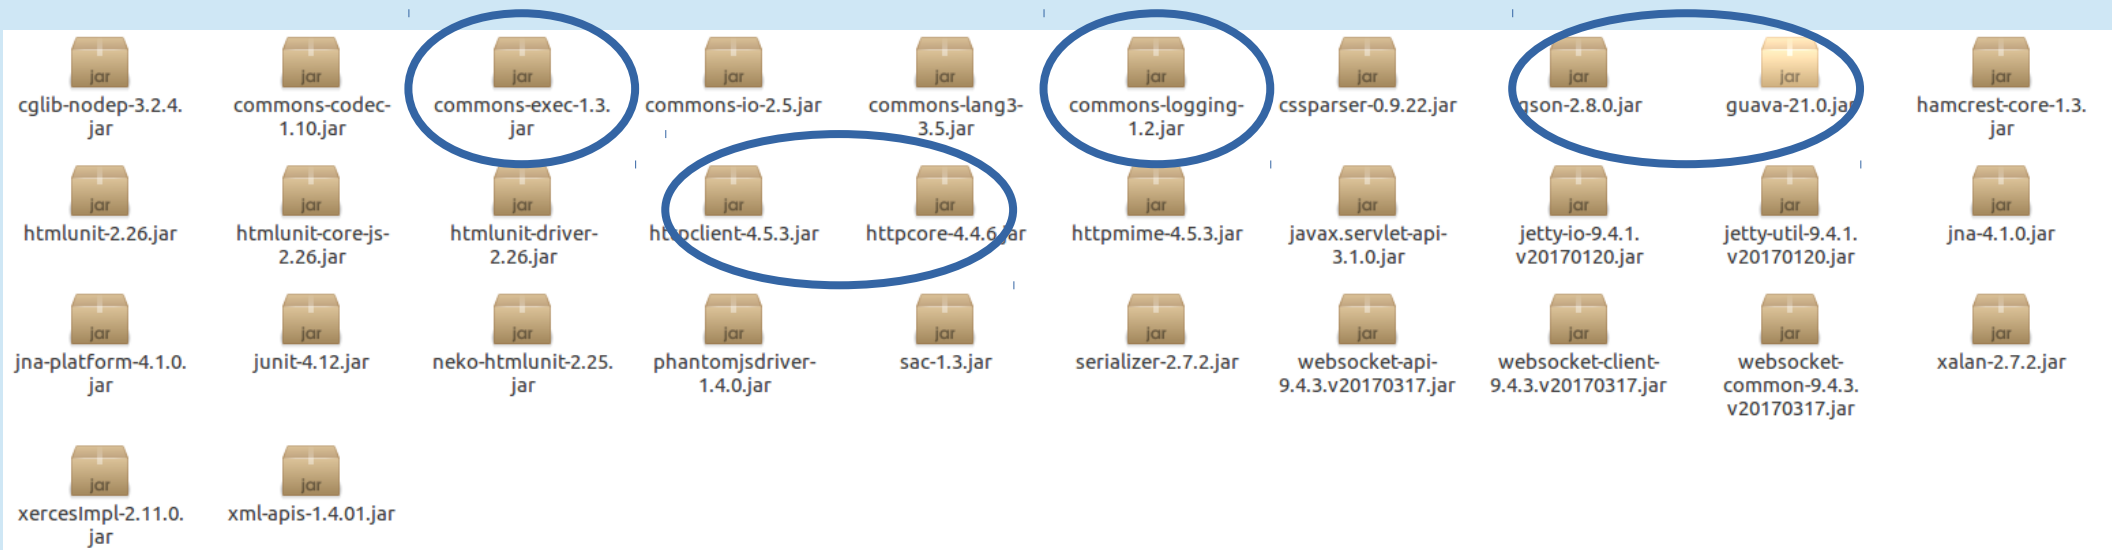 jar jar jar jar jar jar jar jar jar jar
cglib-nodep-3.2.4. commons-codec- commons-exec-1.3. commons-io-2.5.jar commons-lang3- commons-logging- cssparser-0.9.22.jar gson-2.8.0.jar guava-21.0.jar hamcrest-core-1.3.
jar 1.10.jar jar 3.5.jar 1.2.jar jar
jar jar jar jar jar jar jar jar jar jar
htmlunit-2.26.jar htmlunit-core-js- htmlunit-driver- httpclient-4.5.3.jar httpcore-4.4.6.jar httpmime-4.5.3.jar javax.servlet-api- jetty-io-9.4.1. jetty-util-9.4.1. jna-4.1.0.jar
2.26.jar 2.26.jar 3.1.0.jar v20170120.jar v20170120.jar
jar jar jar jar jar jar jar jar jar jar
jna-platform-4.1.0. junit-4.12.jar neko-htmlunit-2.25. phantomjsdriver- sac-1.3.jar serializer-2.7.2.jar websocket-api- websocket-client- websocket- xalan-2.7.2.jar
jar jar 1.4.0.jar 9.4.3.v20170317.jar 9.4.3.v20170317.jar common-9.4.3.
v20170317.jar
jar jar
xercesImpl-2.11.0. xml-apis-1.4.01.jar
jar